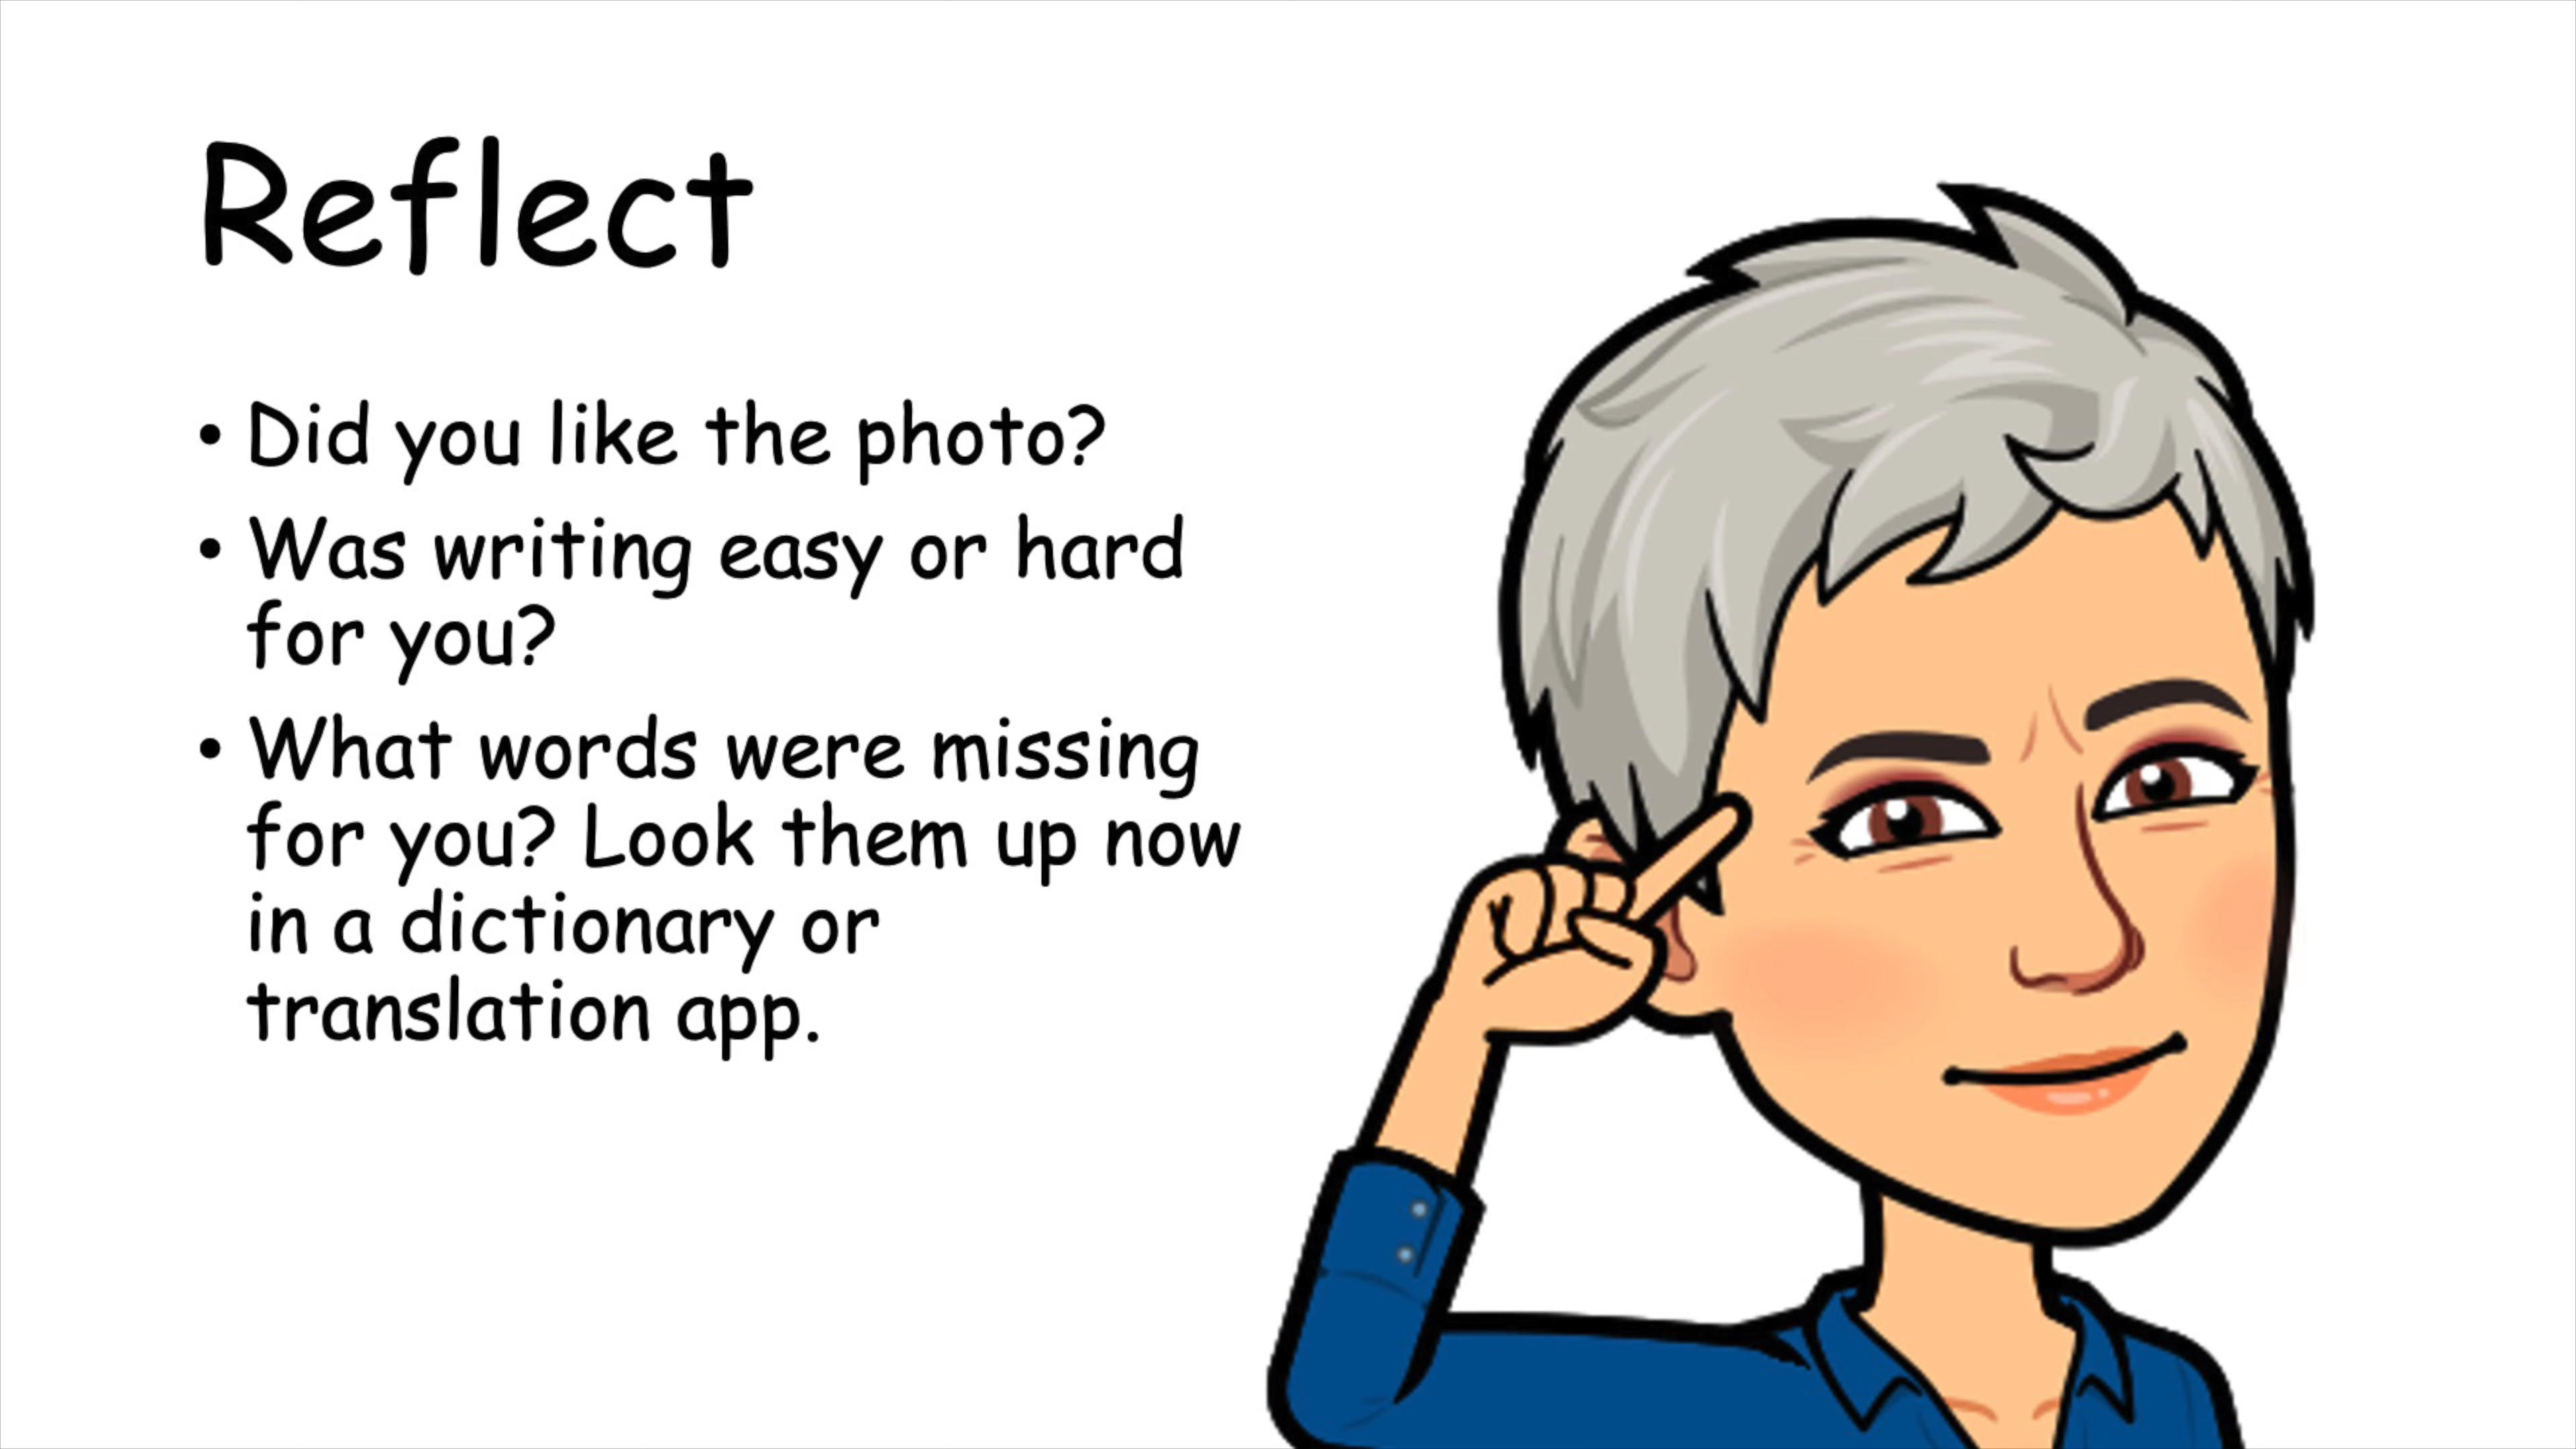 Reflect
• Did you like the photo?
• Was writing easy or hard
for you?
• What words were missing
for you? Look them up now
in a dictionary or
translation app.